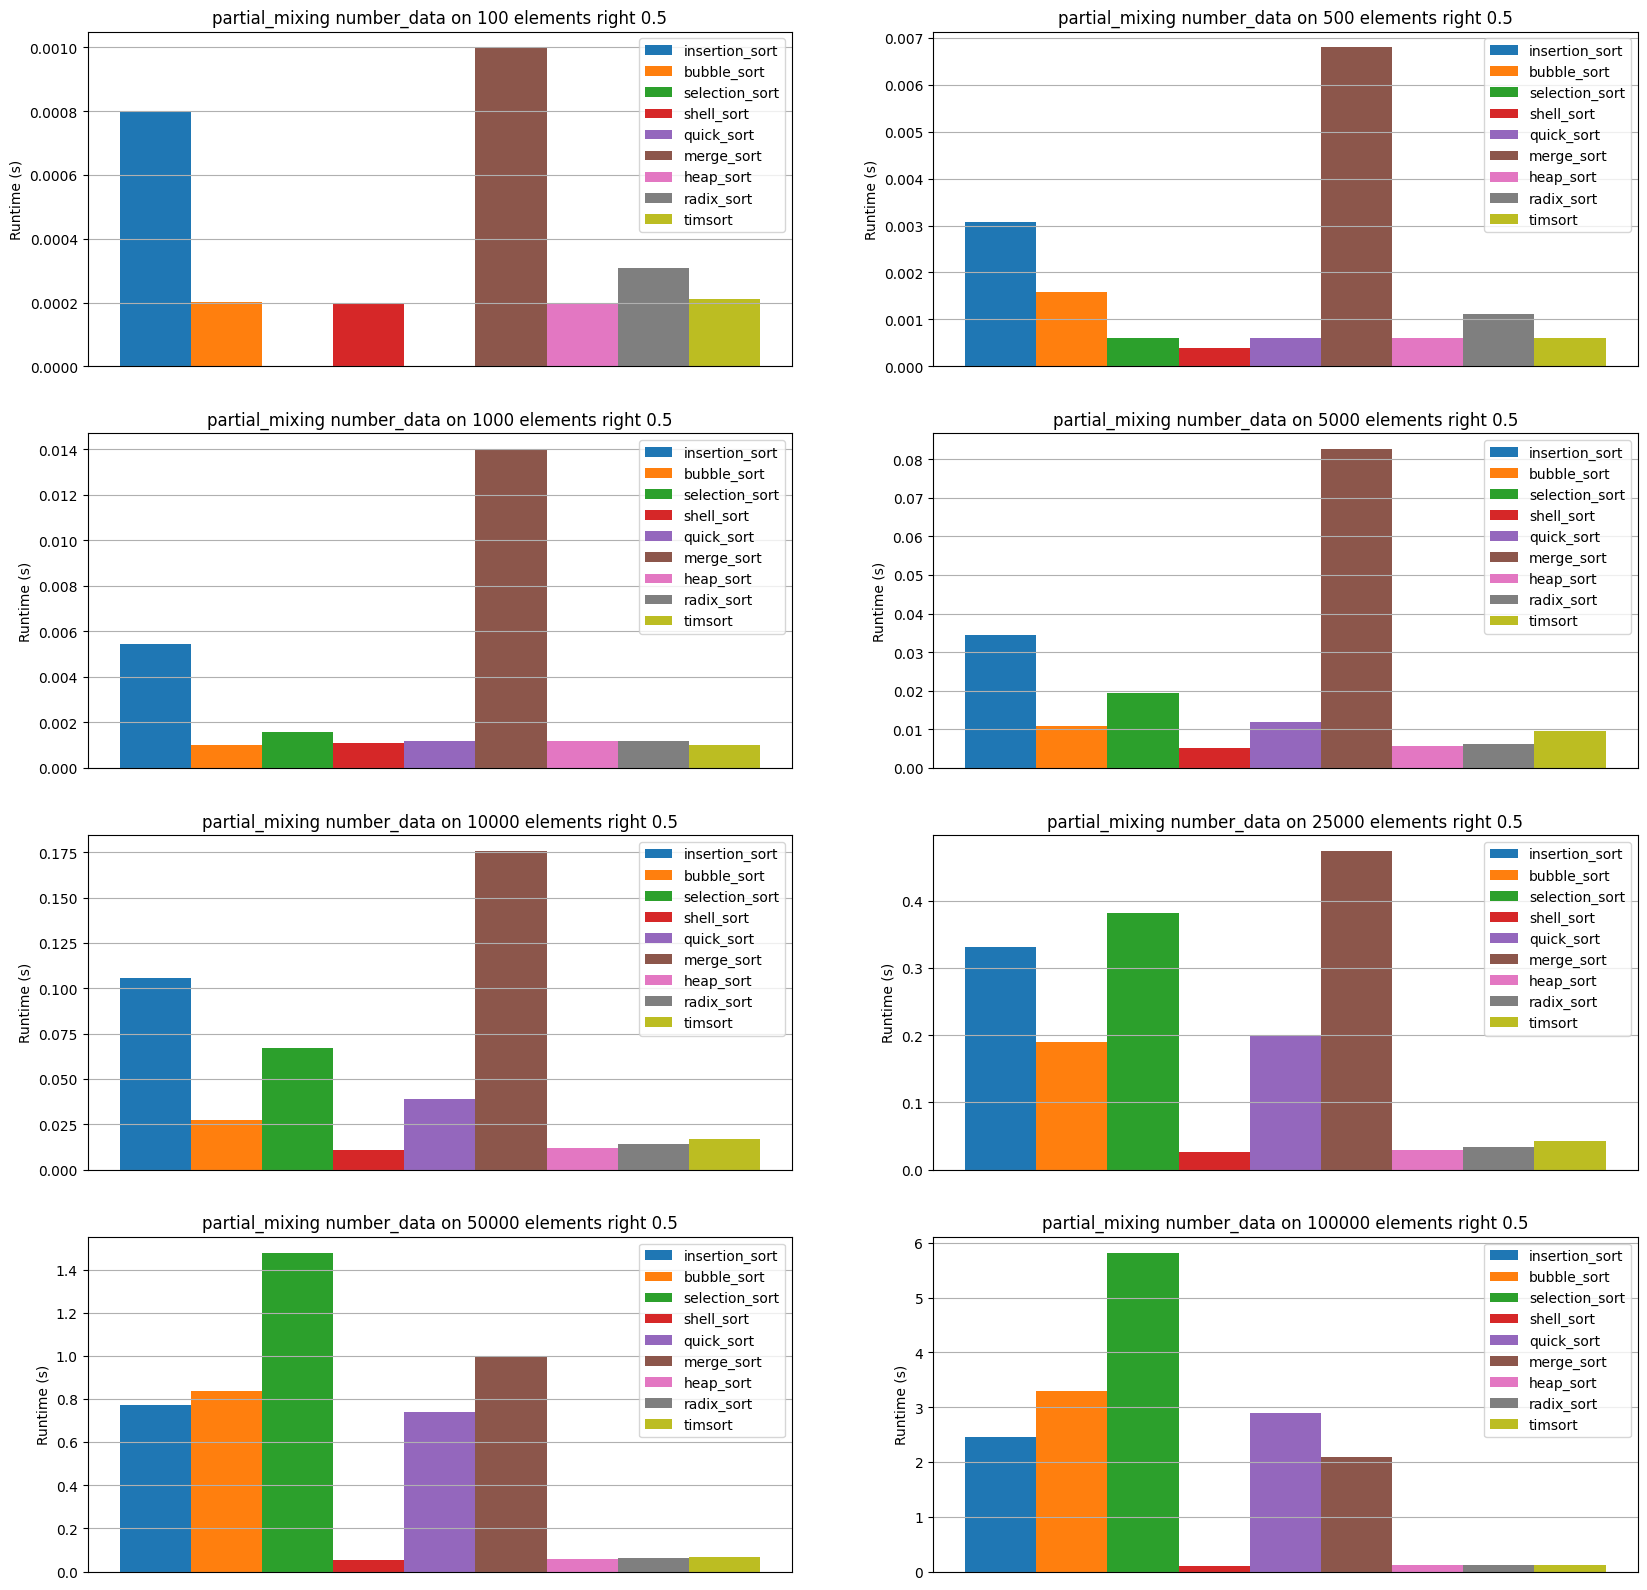 partial_mixing number_data on 100 elements right 0.5
Runtime (s)
0.0010
0.0008
0.0006
0.0004
0.0002
0.0000
insertion_sort
bubble_sort
selection_sort
shell_sort
quick_sort
merge_sort
heap_sort
radix_sort
timsort
partial_mixing number_data on 500 elements right 0.5
Runtime (s)
0.007
0.006
0.005
0.004
0.003
0.002
0.001
0.000
insertion_sort
bubble_sort
selection_sort
shell_sort
quick_sort
merge_sort
heap_sort
radix_sort
timsort
partial_mixing number_data on 1000 elements right 0.5
Runtime (s)
0.014
0.012
0.010
0.008
0.006
0.004
0.002
0.000
insertion_sort
bubble_sort
selection_sort
shell_sort
quick_sort
merge_sort
heap_sort
radix_sort
timsort
partial_mixing number_data on 5000 elements right 0.5
Runtime (s)
0.08
0.07
0.06
0.05
0.04
0.03
0.02
0.01
0.00
insertion_sort
bubble_sort
selection_sort
shell_sort
quick_sort
merge_sort
heap_sort
radix_sort
timsort
partial_mixing number_data on 10000 elements right 0.5
Runtime (s)
0.175
0.150
0.125
0.100
0.075
0.050
0.025
0.000
insertion_sort
bubble_sort
selection_sort
shell_sort
quick_sort
merge_sort
heap_sort
radix_sort
timsort
partial_mixing number_data on 25000 elements right 0.5
Runtime (s)
0.4
0.3
0.2
0.1
0.0
insertion_sort
bubble_sort
selection_sort
shell_sort
quick_sort
merge_sort
heap_sort
radix_sort
timsort
partial_mixing number_data on 50000 elements right 0.5
Runtime (s)
1.4
1.2
1.0
0.8
0.6
0.4
0.2
0.0
insertion_sort
bubble_sort
selection_sort
shell_sort
quick_sort
merge_sort
heap_sort
radix_sort
timsort
partial_mixing number_data on 100000 elements right 0.5
Runtime (s)
6
5
4
3
2
1
0
insertion_sort
bubble_sort
selection_sort
shell_sort
quick_sort
merge_sort
heap_sort
radix_sort
timsort